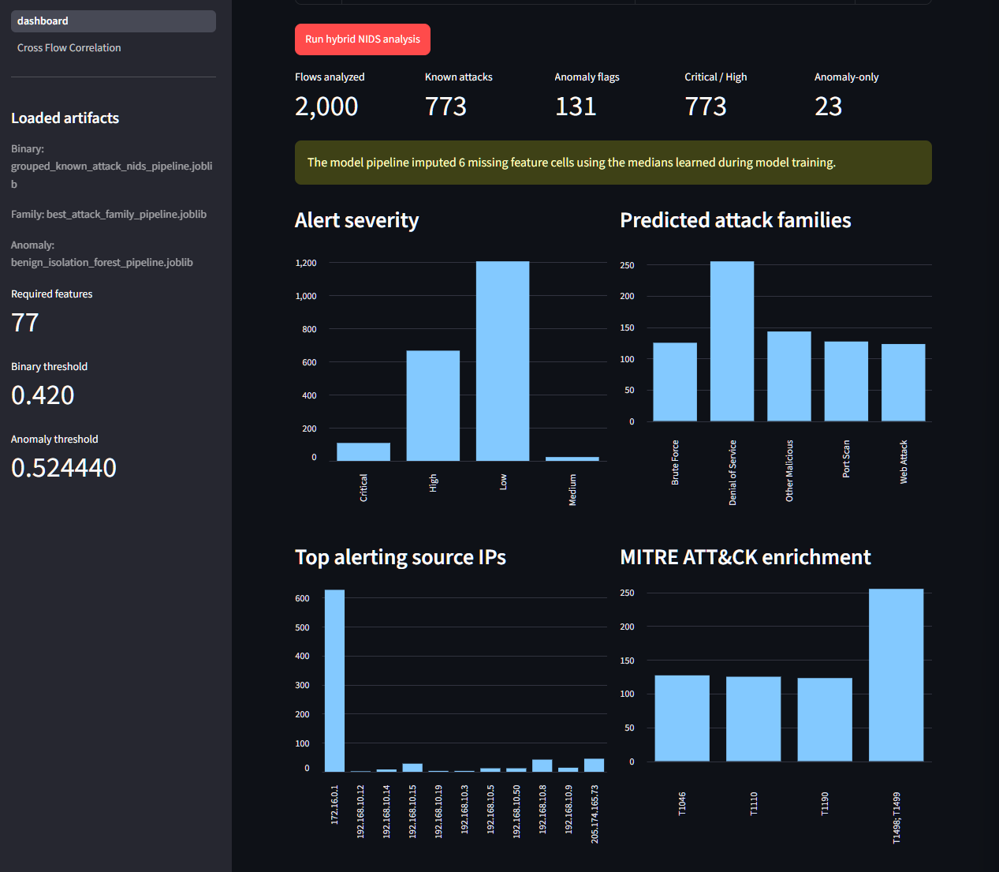 dashboard
Cross Flow Correlation
Loaded artifacts
Binary:
grouped_known_attack_nids_pipeline.jobli
b
Family: best_attack_family_pipeline.joblib
Anomaly:
benign_isolation_forest_pipeline.joblib
Required features
77
Binary threshold
0.420
Anomaly threshold
0.524440
Run hybrid NIDS analysis
Flows analyzed
2,000
Known attacks
773
Anomaly flags
131
Critical / High
773
Anomaly-only
23
The model pipeline imputed 6 missing feature cells using the medians learned during model training.
Alert severity
1,200
1,000
800
600
400
200
0
Critical
High
Low
Medium
Predicted attack families
250
200
150
100
50
0
Brute Force
Denial of Service
Other Malicious
Port Scan
Web Attack
Top alerting source IPs
600
500
400
300
200
100
0
172.16.0.1
192.168.10.12
192.168.10.14
192.168.10.15
192.168.10.19
192.168.10.3
192.168.10.5
192.168.10.50
192.168.10.8
192.168.10.9
205.174.165.73
MITRE ATT&CK enrichment
250
200
150
100
50
0
T1046
T1110
T1190
T1498; T1499